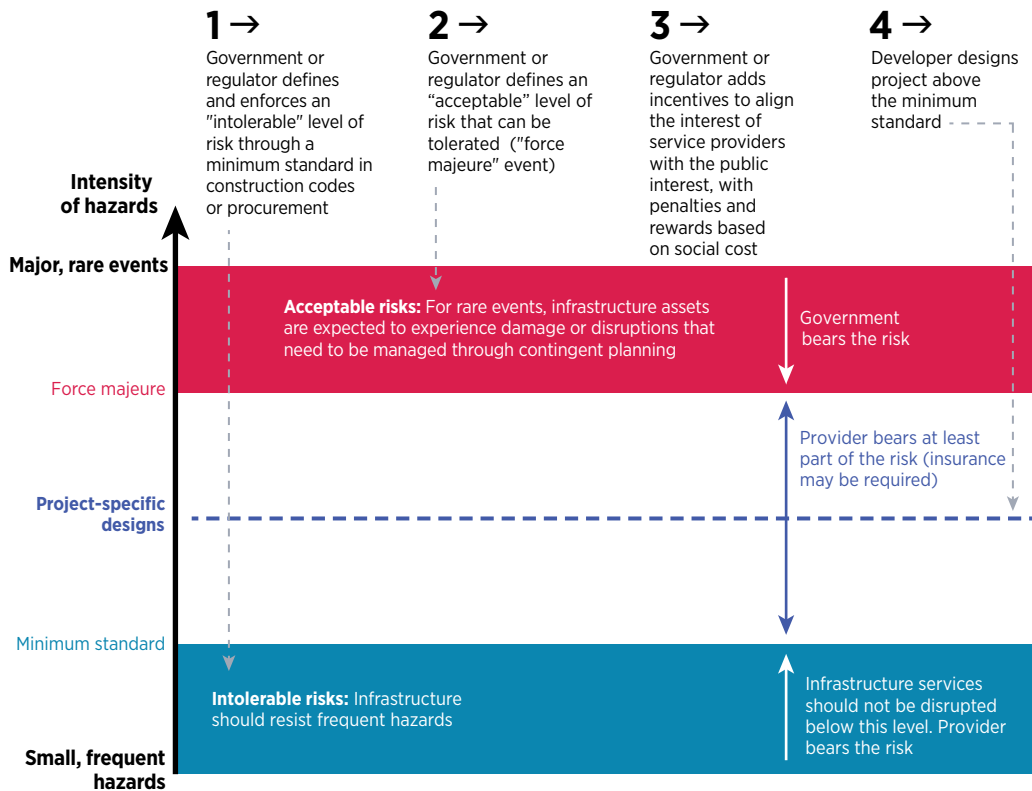 1 →
Government or
regulator defines
and enforces an
"intolerable" level of
risk through a
minimum standard in
construction codes
or procurement
2 →
Government or
regulator defines an
“acceptable” level of
risk that can be
tolerated ("force
majeure" event)
3 →
Government or
regulator adds
incentives to align
the interest of
service providers
with the public
interest, with
penalties and
rewards based
on social cost
4 →
Developer designs
project above
the minimum
standard
Intensity
of hazards
Major, rare events
Acceptable risks: For rare events, infrastructure assets
are expected to experience damage or disruptions that
need to be managed through contingent planning
Government
bears the risk
Force majeure
Provider bears at least
part of the risk (insurance
may be required)
Project-specific
designs
Minimum standard
Intolerable risks: Infrastructure
should resist frequent hazards
Infrastructure services
should not be disrupted
below this level. Provider
bears the risk
Small, frequent
hazards